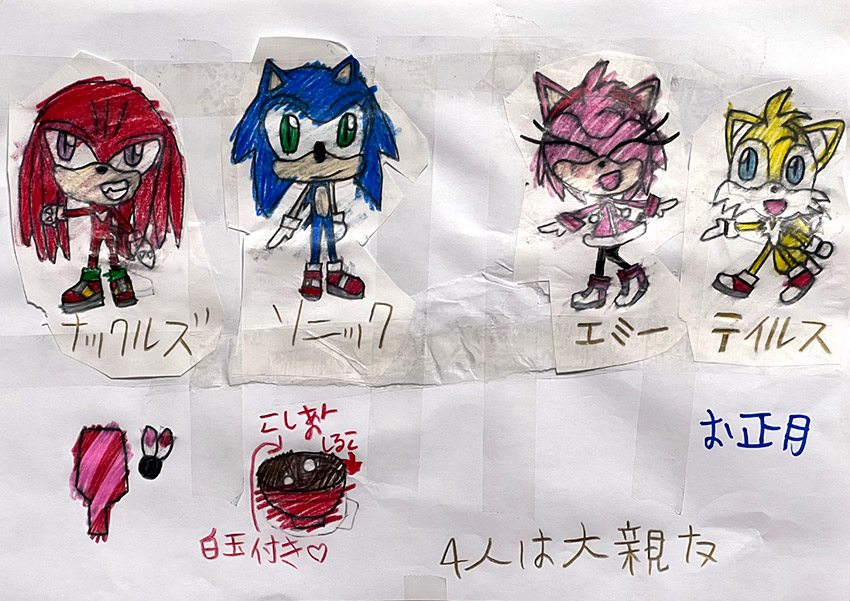 ナックルズ
ソニック
エミー
テイルス
こしあん
しるこ
お正月
白玉付き♡
4人は大親友